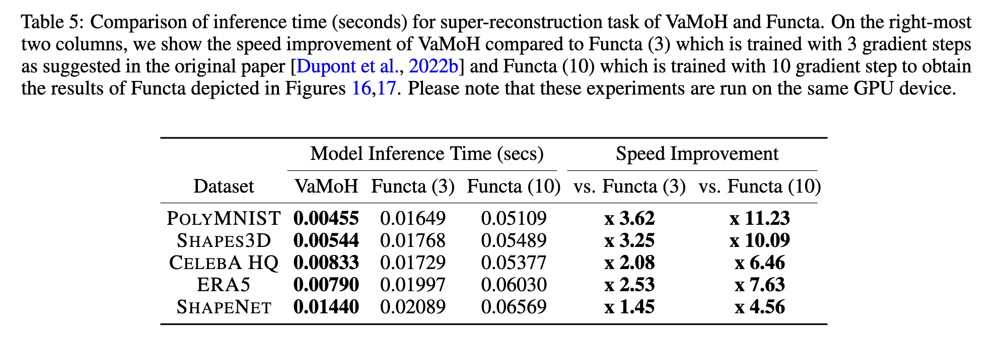 Table 5: Comparison of inference time (seconds) for super-reconstruction task of VaMoH and Functa. On the right-most
two columns, we show the speed improvement of VaMoH compared to Functa (3) which is trained with 3 gradient steps
as suggested in the original paper [Dupont et al., 2022b] and Functa (10) which is trained with 10 gradient step to obtain
the results of Functa depicted in Figures 16,17. Please note that these experiments are run on the same GPU device.
Model Inference Time (secs) Speed Improvement
Dataset VaMoH Functa (3) Functa (10) vs. Functa (3) vs. Functa (10)
POLYMNIST 0.00455 0.01649 0.05109 x 3.62 x 11.23
SHAPES3D 0.00544 0.01768 0.05489 x 3.25 x 10.09
CELEBA HQ 0.00833 0.01729 0.05377 x 2.08 x 6.46
ERA5 0.00790 0.01997 0.06030 x 2.53 x 7.63
SHAPENET 0.01440 0.02089 0.06569 x 1.45 x 4.56